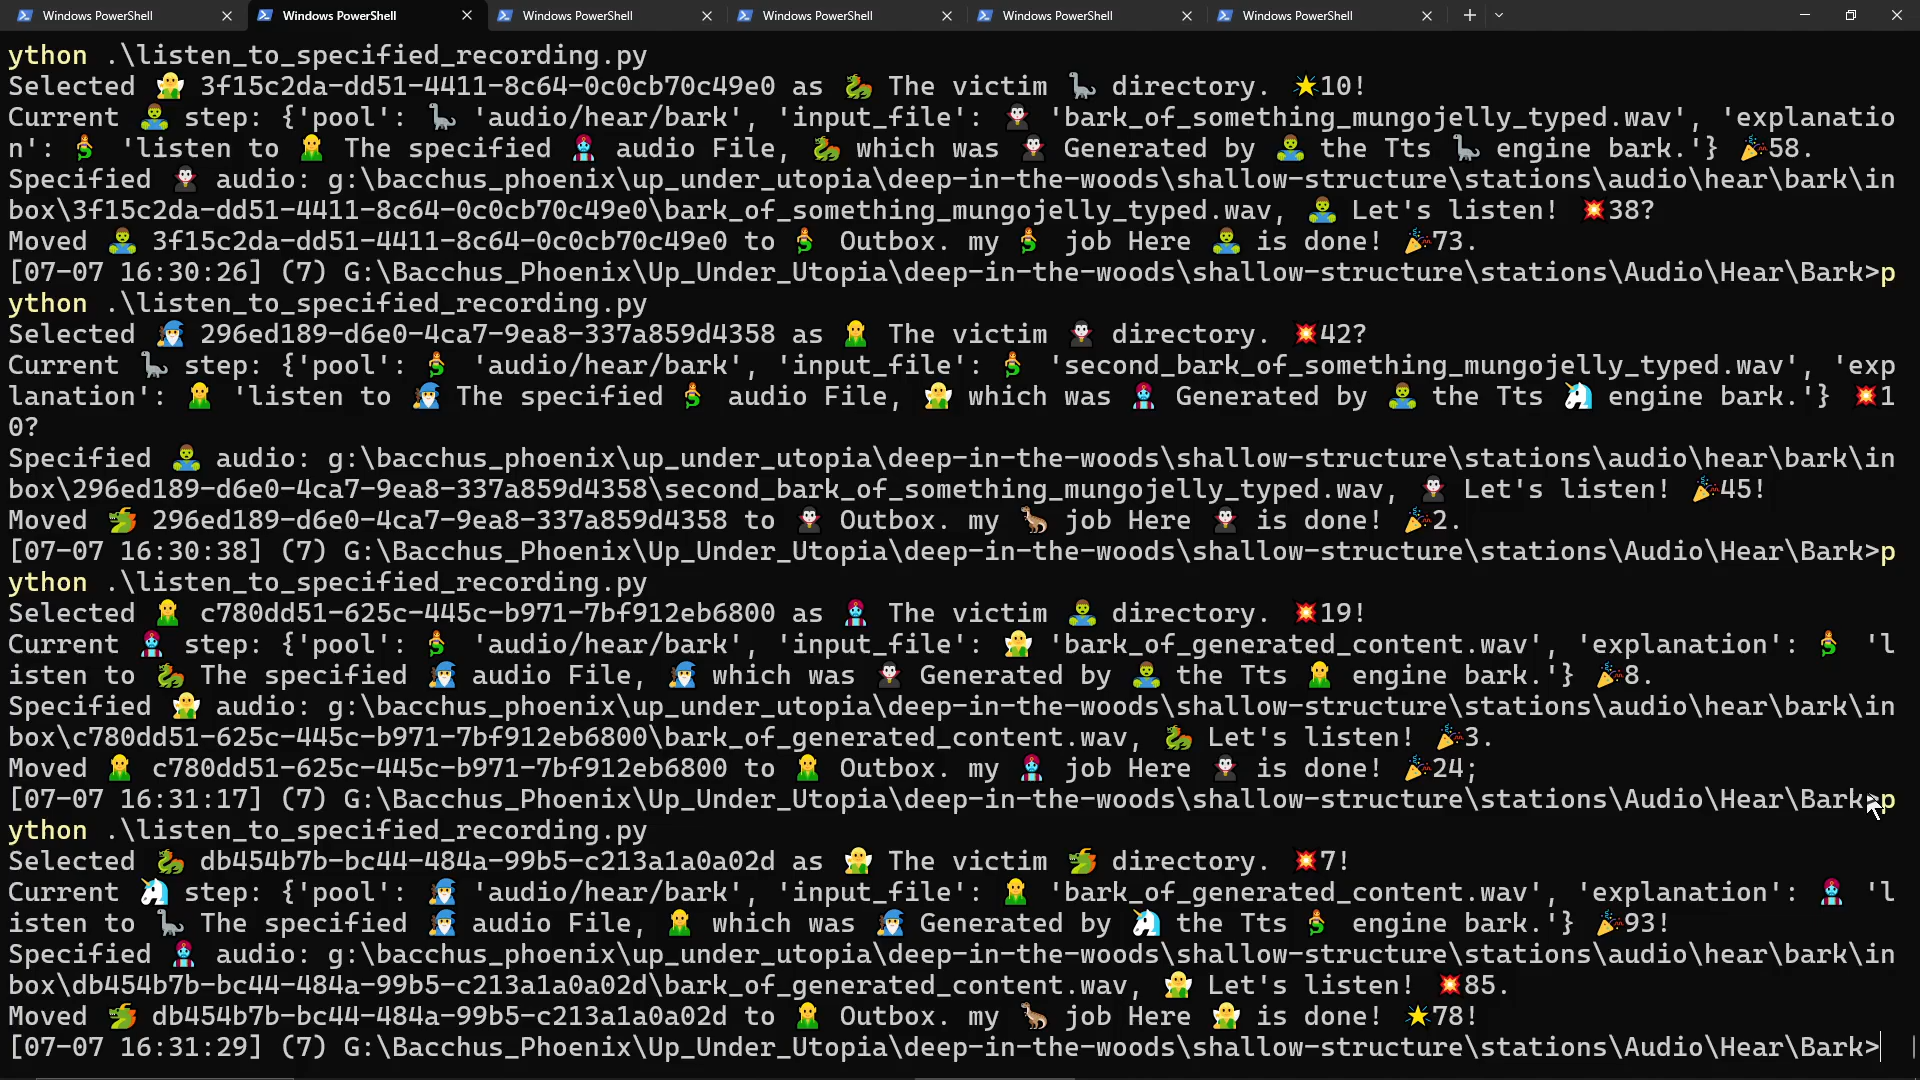 Windows PowerShell
Windows PowerShell
Windows PowerShell
Windows PowerShell
Windows PowerShell
Windows PowerShell
ython .\listen_to_specified_recording.py
Selected 🧚 3f15c2da-dd51-4411-8c64-0c0cb70c49e0 as 🐉 The victim 🦕 directory. 🌟10!
Current 🧟‍♂️ step: {'pool': 🦕 'audio/hear/bark', 'input_file': 🧛 'bark_of_something_mungojelly_typed.wav', 'explanatio
n': 🧜 'listen to 🧝 The specified 🧞 audio File, 🐉 which was 🧛 Generated by 🧟‍♂️ the Tts 🦕 engine bark.'} 🎉58.
Specified 🧛 audio: g:\bacchus_phoenix\up_under_utopia\deep-in-the-woods\shallow-structure\stations\audio\hear\bark\in
box\3f15c2da-dd51-4411-8c64-0c0cb70c49e0\bark_of_something_mungojelly_typed.wav, 🧟‍♂️ Let's listen! 💥38?
Moved 🧟‍♂️ 3f15c2da-dd51-4411-8c64-0c0cb70c49e0 to 🧜 Outbox. my 🧜 job Here 🧟‍♂️ is done! 🎉73.
[07-07 16:30:26] (7) G:\Bacchus_Phoenix\Up_Under_Utopia\deep-in-the-woods\shallow-structure\stations\Audio\Hear\Bark>p
ython .\listen_to_specified_recording.py
Selected 🧙 296ed189-d6e0-4ca7-9ea8-337a859d4358 as 🧝 The victim 🧛 directory. 💥42?
Current 🦕 step: {'pool': 🧜 'audio/hear/bark', 'input_file': 🧜 'second_bark_of_something_mungojelly_typed.wav', 'exp
lanation': 🧝 'listen to 🧙 The specified 🧜 audio File, 🧚 which was 🧞 Generated by 🧟‍♂️ the Tts 🦄 engine bark.'} 💥1
0?
Specified 🧟‍♂️ audio: g:\bacchus_phoenix\up_under_utopia\deep-in-the-woods\shallow-structure\stations\audio\hear\bark\in
box\296ed189-d6e0-4ca7-9ea8-337a859d4358\second_bark_of_something_mungojelly_typed.wav, 🧛 Let's listen! 🎉45!
Moved 🐲 296ed189-d6e0-4ca7-9ea8-337a859d4358 to 🧛 Outbox. my 🦖 job Here 🧛 is done! 🎉2.
[07-07 16:30:38] (7) G:\Bacchus_Phoenix\Up_Under_Utopia\deep-in-the-woods\shallow-structure\stations\Audio\Hear\Bark>p
ython .\listen_to_specified_recording.py
Selected 🧝 c780dd51-625c-445c-b971-7bf912eb6800 as 🧞 The victim 🧟‍♂️ directory. 💥19!
Current 🧞 step: {'pool': 🧜 'audio/hear/bark', 'input_file': 🧚 'bark_of_generated_content.wav', 'explanation': 🧜 'l
isten to 🐉 The specified 🧙 audio File, 🧙 which was 🧛 Generated by 🧟‍♂️ the Tts 🧝 engine bark.'} 🎉8.
Specified 🧚 audio: g:\bacchus_phoenix\up_under_utopia\deep-in-the-woods\shallow-structure\stations\audio\hear\bark\in
box\c780dd51-625c-445c-b971-7bf912eb6800\bark_of_generated_content.wav, 🐉 Let's listen! 🎉3.
Moved 🧝 c780dd51-625c-445c-b971-7bf912eb6800 to 🧝 Outbox. my 🧞 job Here 🧛 is done! 🎉24;
[07-07 16:31:17] (7) G:\Bacchus_Phoenix\Up_Under_Utopia\deep-in-the-woods\shallow-structure\stations\Audio\Hear\Bark>p
ython .\listen_to_specified_recording.py
Selected 🐉 db454b7b-bc44-484a-99b5-c213a1a0a02d as 🧚 The victim 🐲 directory. 💥7!
Current 🦄 step: {'pool': 🧙 'audio/hear/bark', 'input_file': 🧝 'bark_of_generated_content.wav', 'explanation': 🧞 'l
isten to 🦕 The specified 🧙 audio File, 🧝 which was 🧙 Generated by 🦄 the Tts 🧜 engine bark.'} 🎉93!
Specified 🧞 audio: g:\bacchus_phoenix\up_under_utopia\deep-in-the-woods\shallow-structure\stations\audio\hear\bark\in
box\db454b7b-bc44-484a-99b5-c213a1a0a02d\bark_of_generated_content.wav, 🧚 Let's listen! 💥85.
Moved 🐲 db454b7b-bc44-484a-99b5-c213a1a0a02d to 🧝 Outbox. my 🦖 job Here 🧚 is done! 🌟78!
[07-07 16:31:29] (7) G:\Bacchus_Phoenix\Up_Under_Utopia\deep-in-the-woods\shallow-structure\stations\Audio\Hear\Bark>